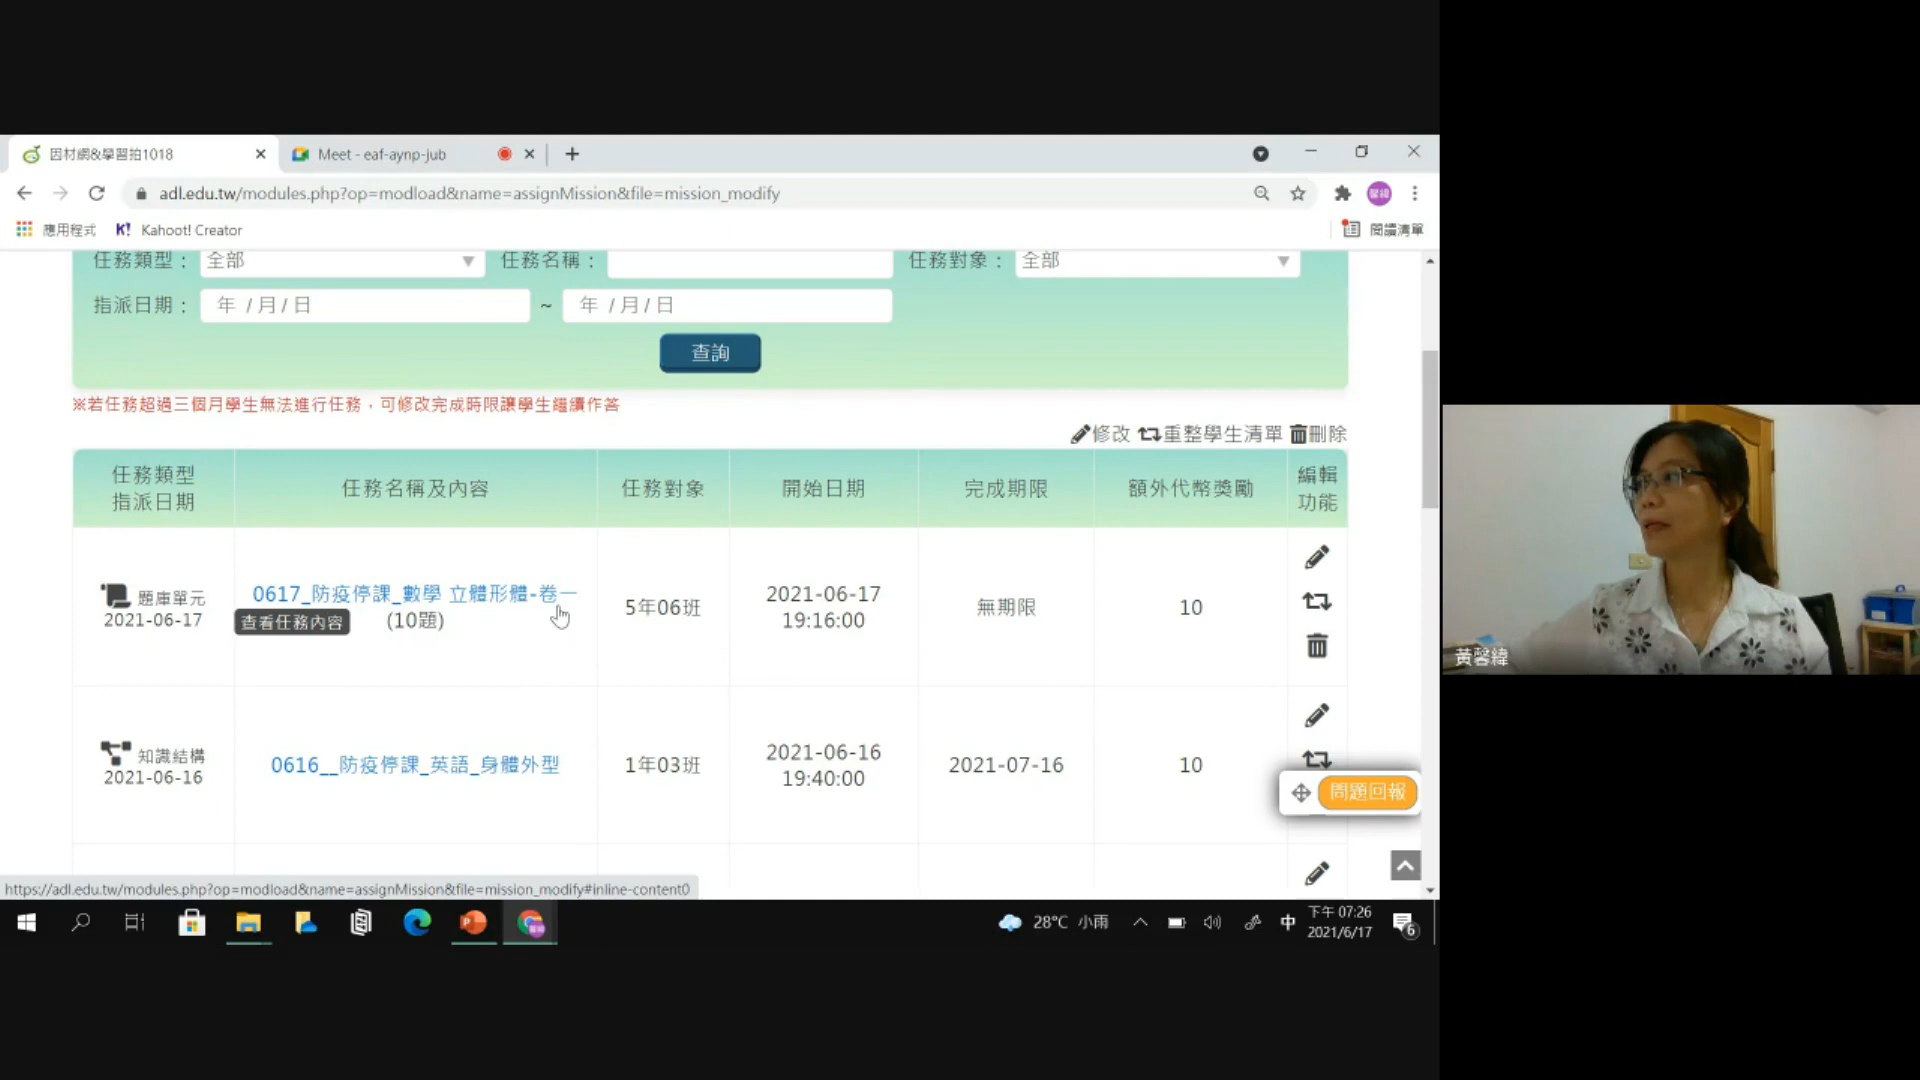 因材網&學習拍1018
Meet - eaf-aynp-jub
adl.edu.tw/modules.php?op=modload&name=assignMission&file=mission_modify
馨緯
應用程式
K! Kahoot! Creator
閱讀清單
任務類型：
全部
任務名稱：
任務對象：
全部
指派日期：
年 /月/日
~
年 /月/日
查詢
※若任務超過三個月學生無法進行任務，可修改完成時限讓學生繼續作答
修改 重整學生清單 刪除
任務類型
指派日期
任務名稱及內容
任務對象
開始日期
完成期限
額外代幣獎勵
編輯
功能
題庫單元
2021-06-17
0617_防疫停課_數學 立體形體-卷一
(10題)
查看任務內容
5年06班
2021-06-17
19:16:00
無期限
10
知識結構
2021-06-16
0616__防疫停課_英語_身體外型
1年03班
2021-06-16
19:40:00
2021-07-16
10
問題回報
https://adl.edu.tw/modules.php?op=modload&name=assignMission&file=mission_modify#inline-content0
28°C 小雨
中
下午 07:26
2021/6/17
6
黃馨緯